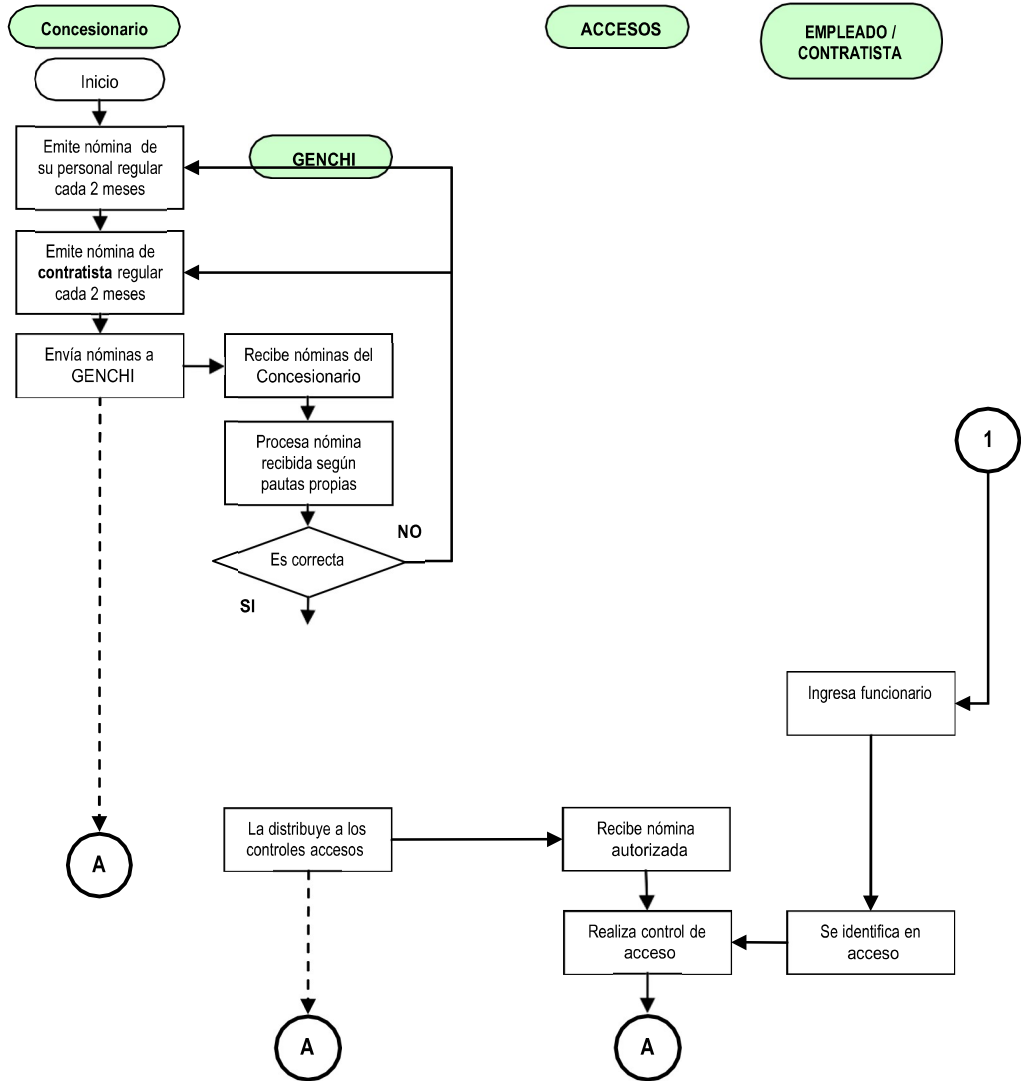 Concesionario
ACCESOS
EMPLEADO /
CONTRATISTA
Inicio
Emite nómina de
su personal regular
cada 2 meses
GENCHI
Emite nómina de
contratista regular
cada 2 meses
Envía nóminas a
GENCHI
Recibe nóminas del
Concesionario
Procesa nómina
recibida según
pautas propias
1
NO
Es correcta
SI
Ingresa funcionario
A
La distribuye a los
controles accesos
Recibe nómina
autorizada
Realiza control de
acceso
Se identifica en
acceso
A
A